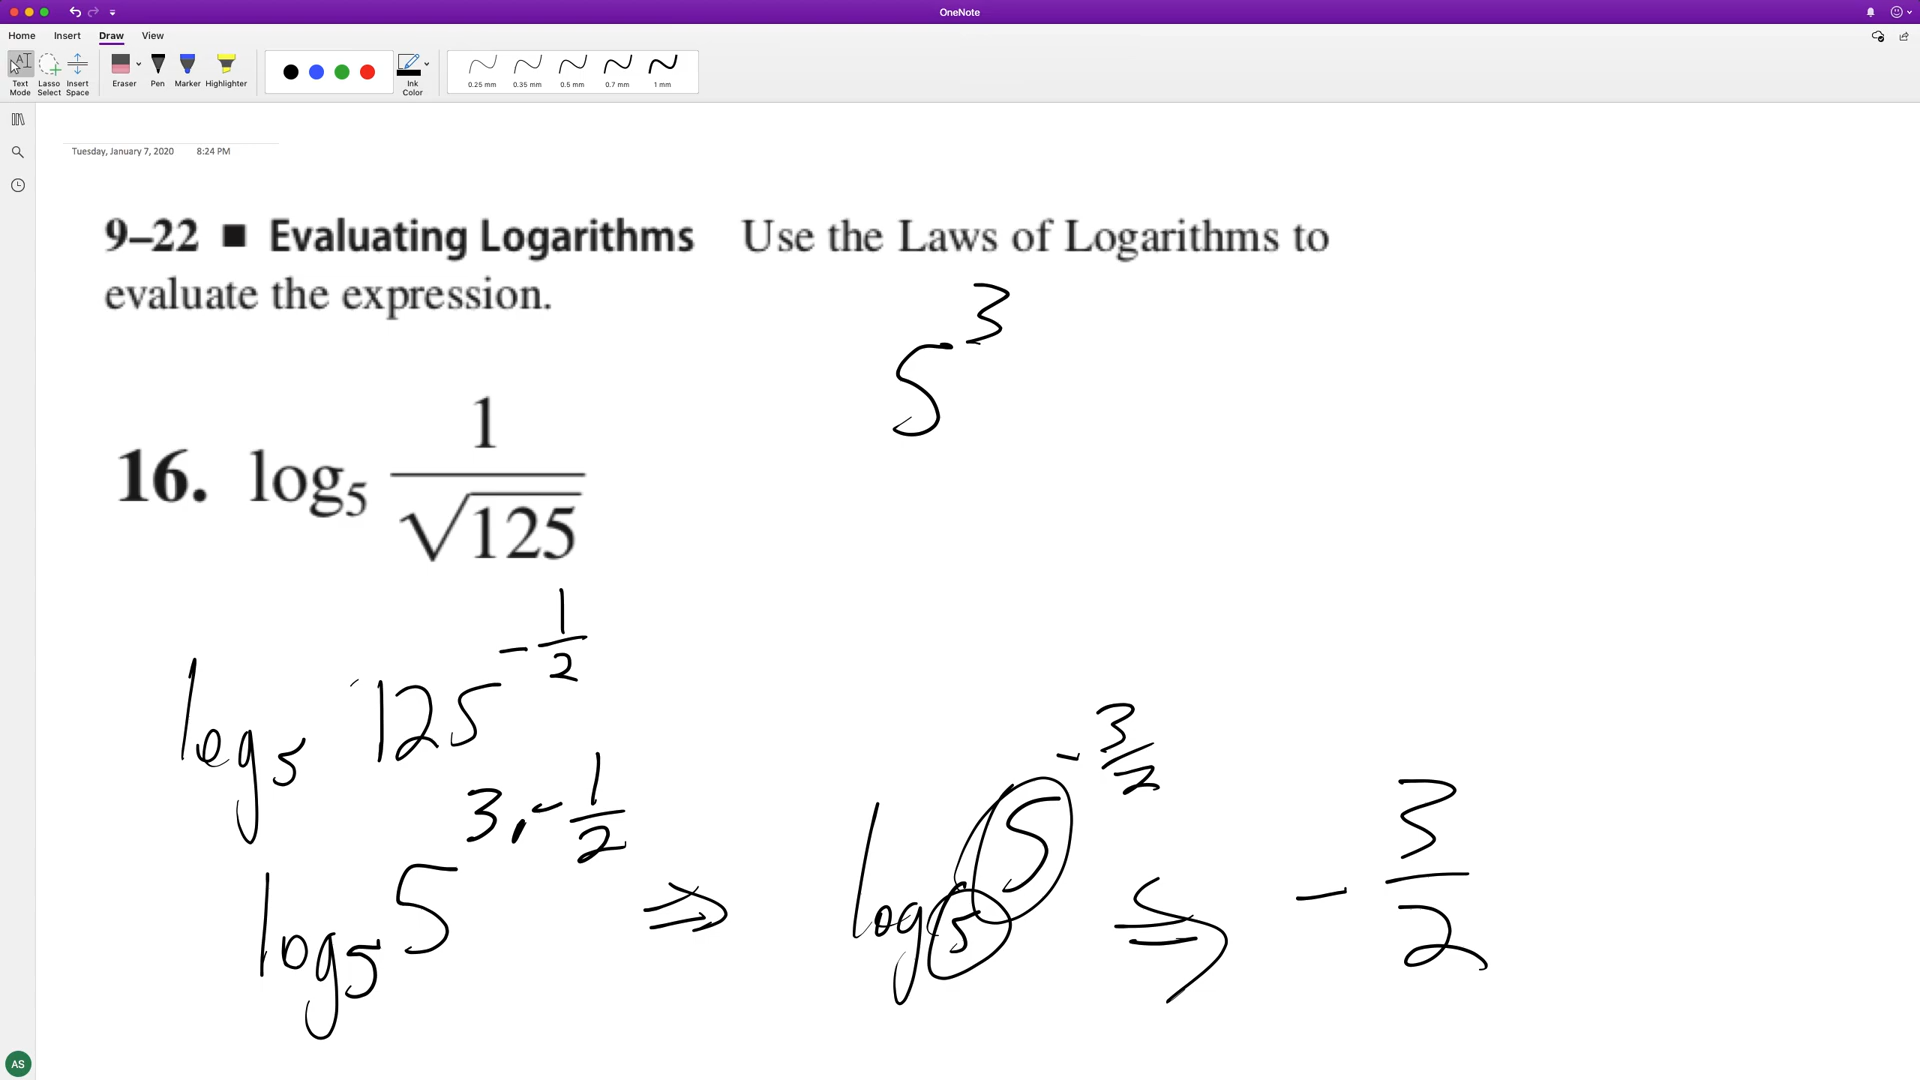 OneNote
Home Insert Draw View
Text Mode Lasso Select Insert Space Eraser Pen Marker Highlighter Ink Color 0.25 mm 0.35 mm 0.5 mm 0.7 mm 1 mm
Tuesday, January 7, 2020 8:24 PM
9–22 ■ Evaluating Logarithms Use the Laws of Logarithms to
evaluate the expression.
5^3
16. log₅ 1/√125
log₅ 125^(-1/2)
log₅ 5^(3·-1/2) ⇒ log₅ 5^(-3/2) ⇒ -3/2
AS